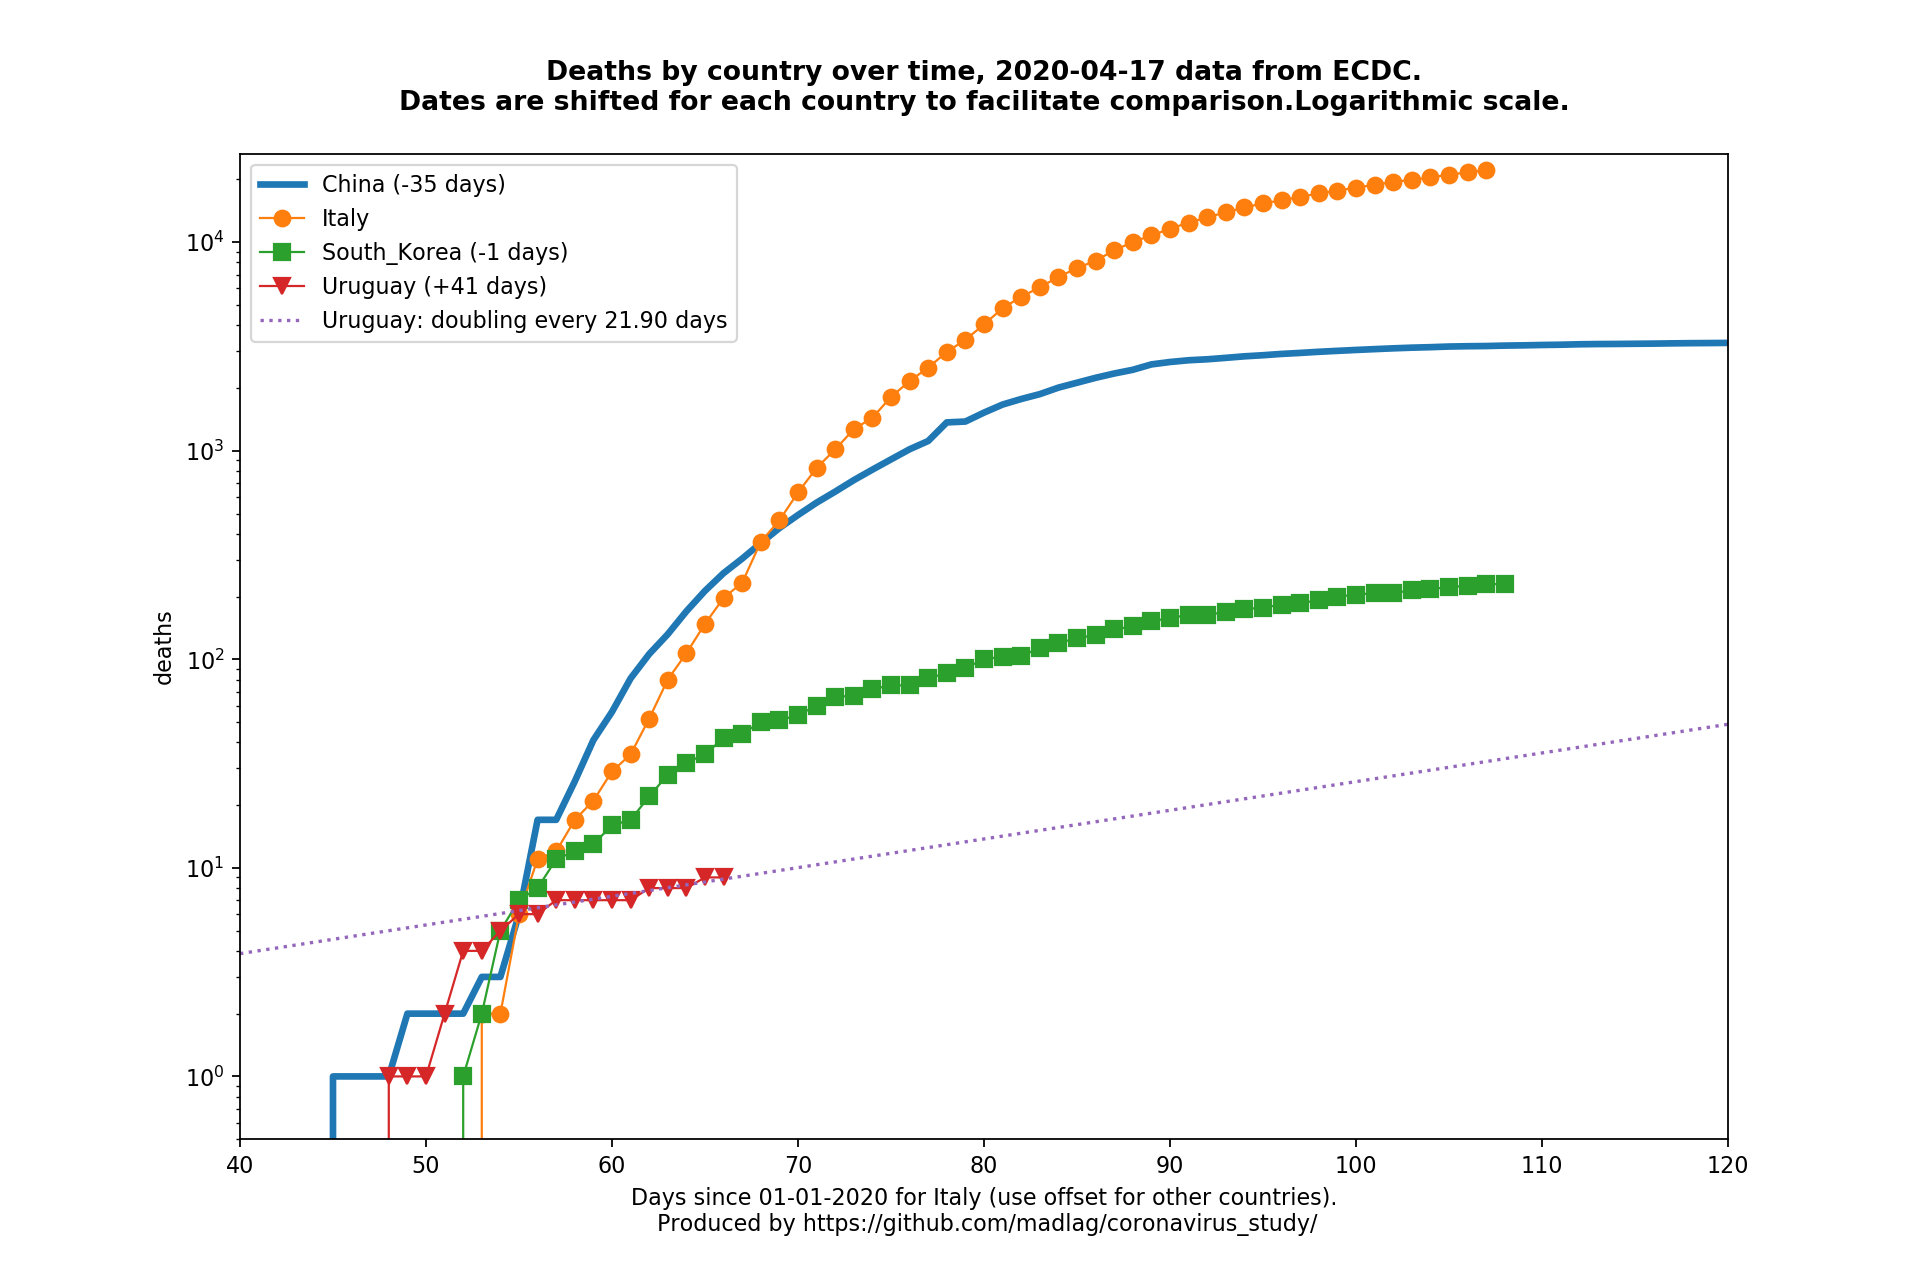 Deaths by country over time, 2020-04-17 data from ECDC.
Dates are shifted for each country to facilitate comparison.Logarithmic scale.
China (-35 days)
Italy
South_Korea (-1 days)
Uruguay (+41 days)
Uruguay: doubling every 21.90 days
deaths
10⁴
10³
10²
10¹
10⁰
40 50 60 70 80 90 100 110 120
Days since 01-01-2020 for Italy (use offset for other countries).
Produced by https://github.com/madlag/coronavirus_study/